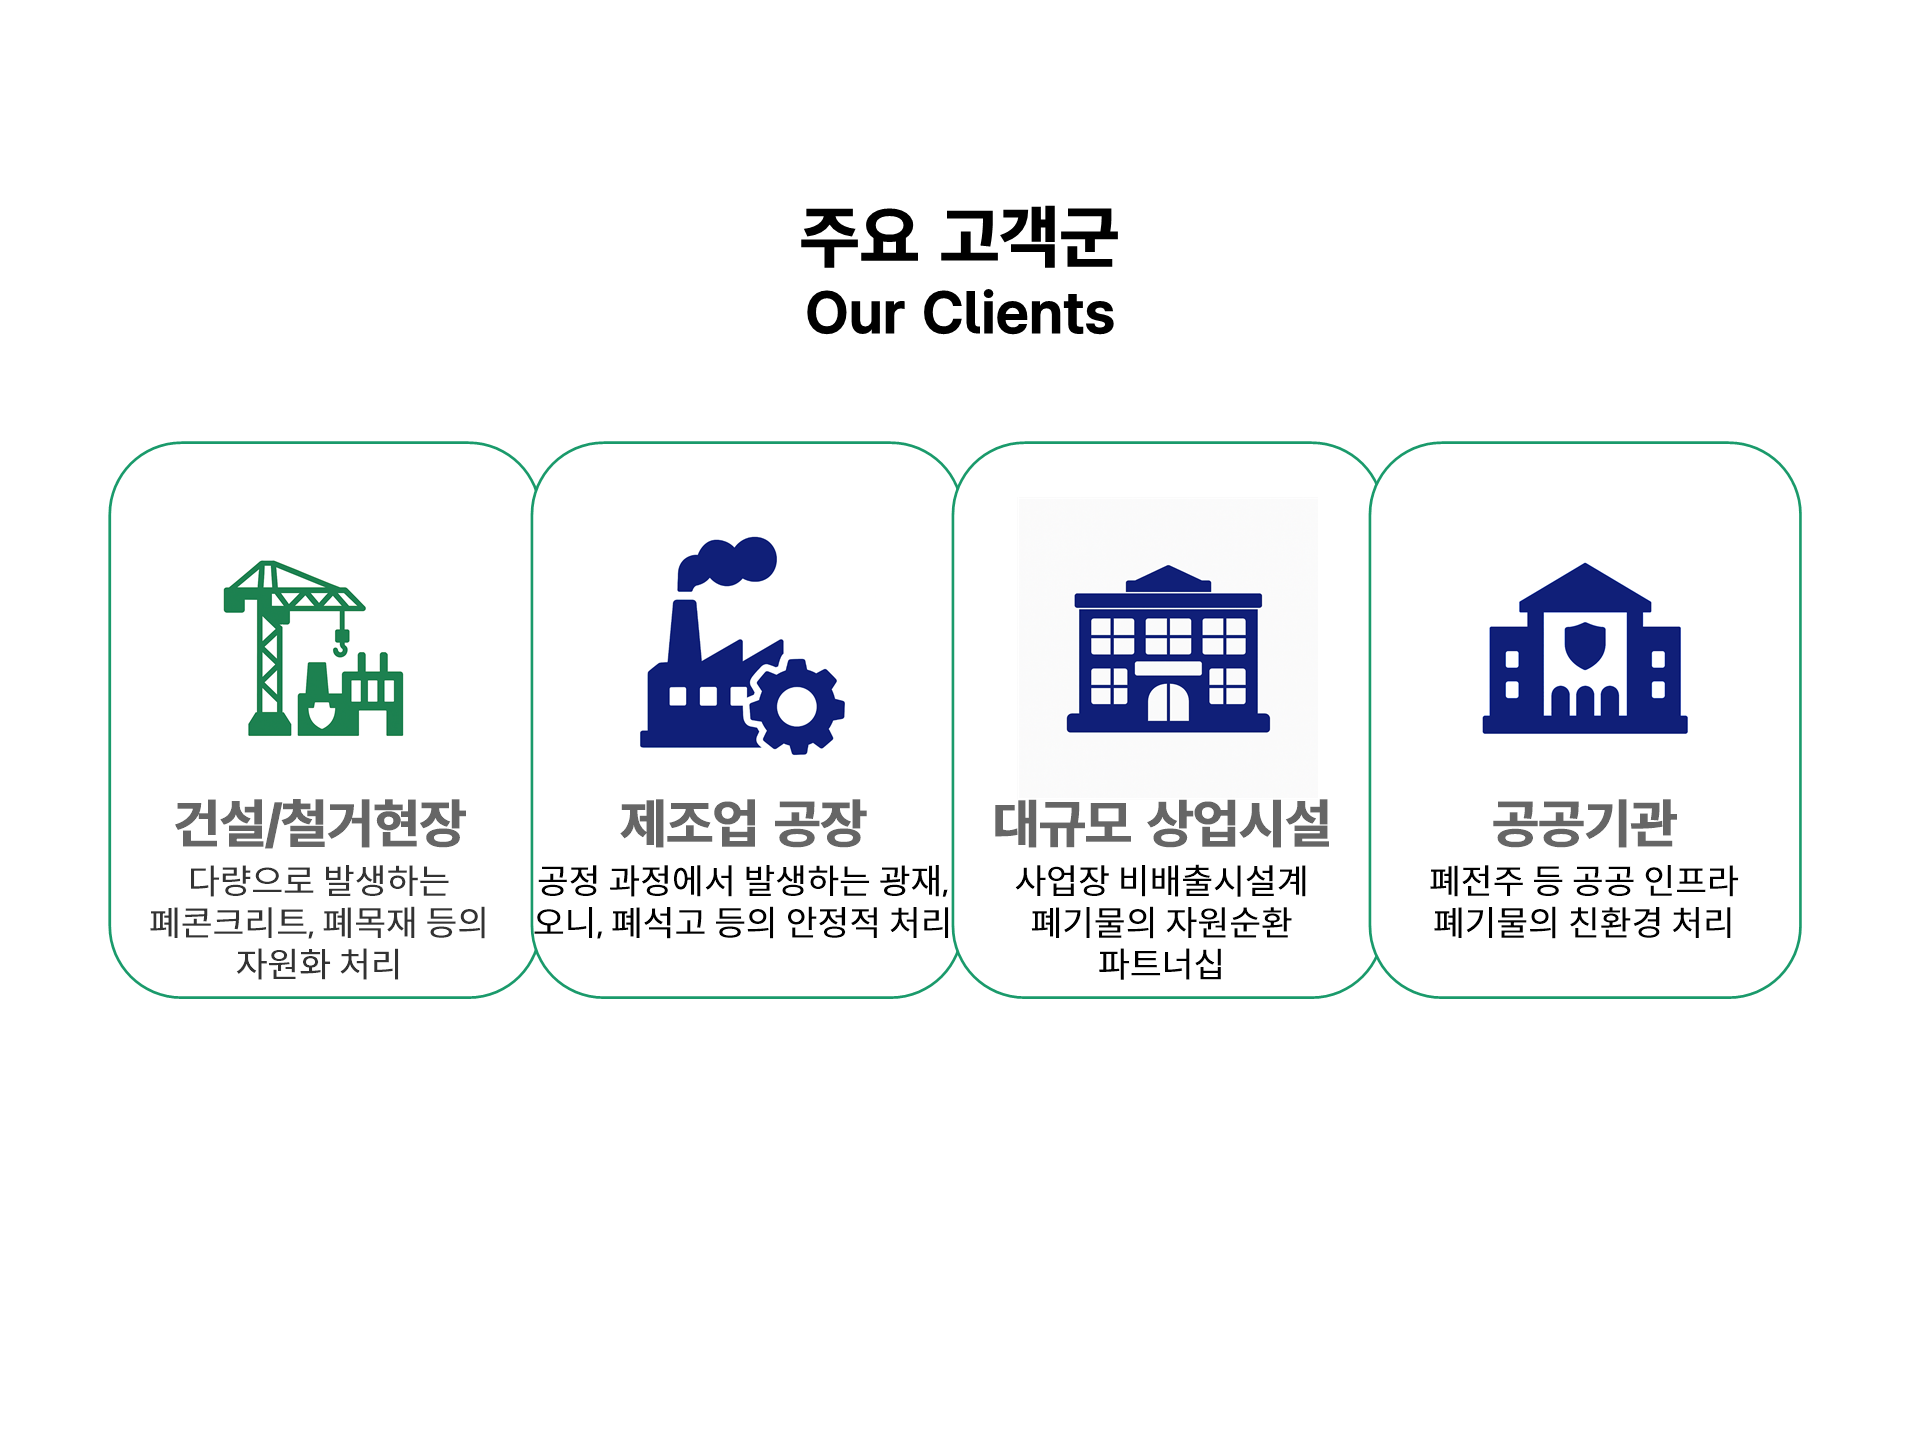 주요 고객군
Our Clients
건설/철거현장
다량으로 발생하는
폐콘크리트, 폐목재 등의
자원화 처리
제조업 공장
공정 과정에서 발생하는 광재,
오니, 폐석고 등의 안정적 처리
대규모 상업시설
사업장 비배출시설계
폐기물의 자원순환
파트너십
공공기관
폐전주 등 공공 인프라
폐기물의 친환경 처리